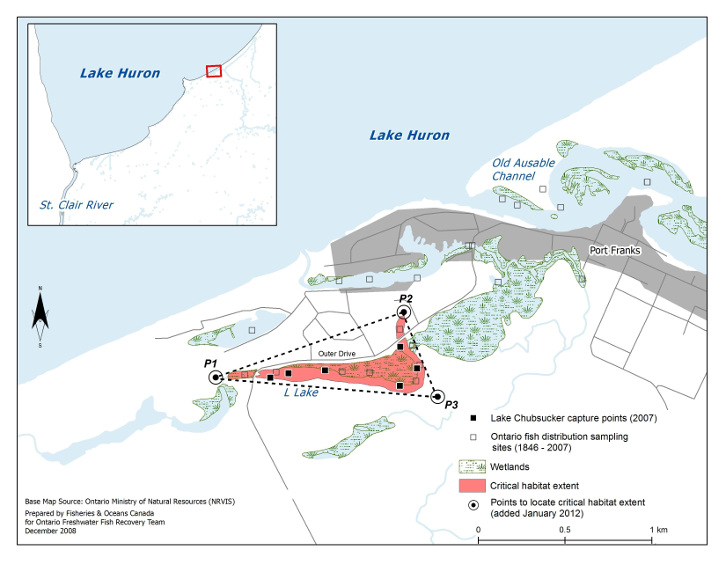 Lake Huron
St. Clair River
Lake Huron
Old Ausable
Channel
Port Franks
N
S
P2
Outer Drive
P1
L Lake
P3
Lake Chubsucker capture points (2007)
Ontario fish distribution sampling
sites (1846 - 2007)
Wetlands
Critical habitat extent
Points to locate critical habitat extent
(added January 2012)
Base Map Source: Ontario Ministry of Natural Resources (NRVIS)
Prepared by Fisheries & Oceans Canada
for Ontario Freshwater Fish Recovery Team
December 2008
0 0.5 1 km